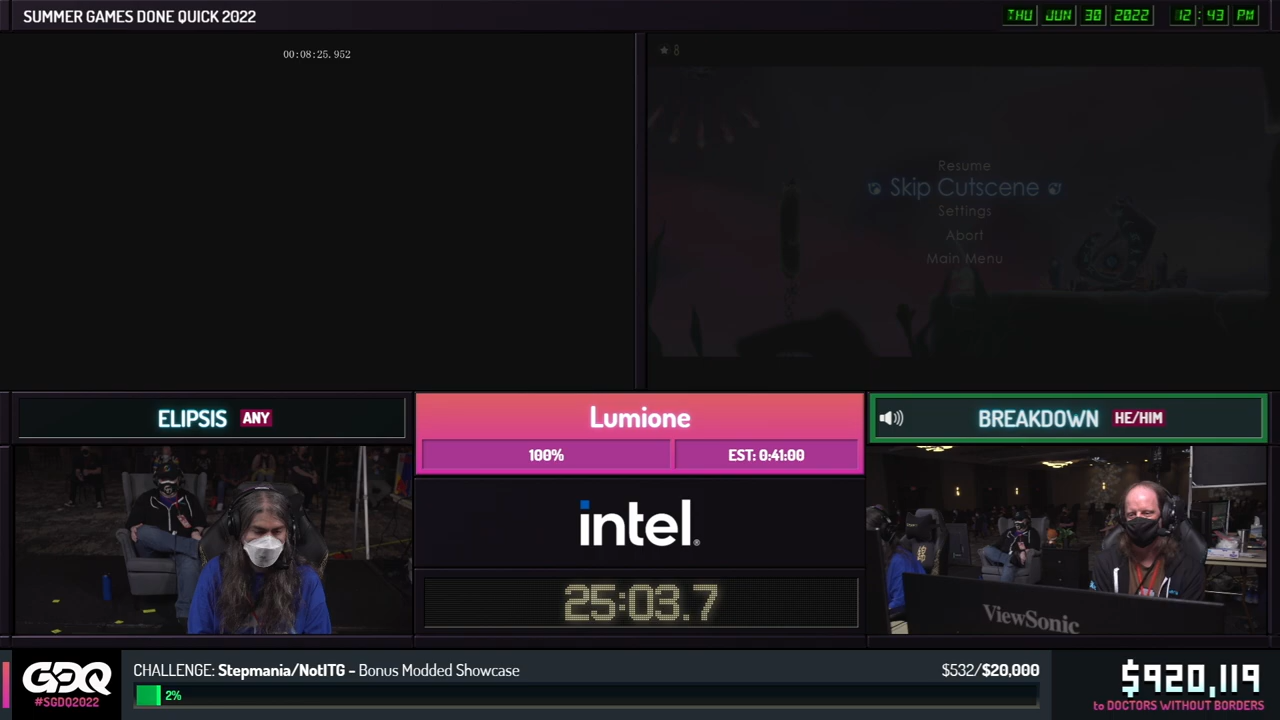 SUMMER GAMES DONE QUICK 2022
THU JUN 30 2022 12:43 PM
00:08:25.952
★ 8
Resume
Skip Cutscene
Settings
Abort
Main Menu
ELIPSIS ANY
Lumione
100%
EST: 0:41:00
BREAKDOWN HE/HIM
intel.
25:03.7
ViewSonic
GDQ
#SGDQ2022
CHALLENGE: Stepmania/NotITG - Bonus Modded Showcase
$532/$20,000
2%
$920,119
to DOCTORS WITHOUT BORDERS